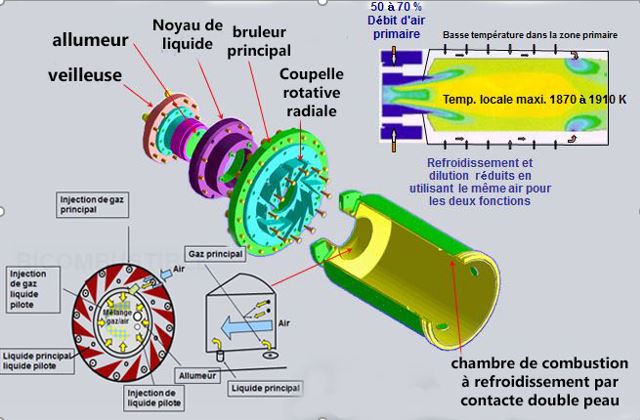 50 à 70 %
Débit d'air
primaire
Basse température dans la zone primaire
Temp. locale maxi. 1870 à 1910 K
Refroidissement et
dilution réduits en
utilisant le même air pour
les deux fonctions
allumeur
veilleuse
Noyau de
liquide
bruleur
principal
Coupelle
rotative
radiale
Injection de gaz
principal
Injection
de gaz
liquide
pilote
Air
Mélange
gaz/air
Liquide principal,
liquide pilote
Allumeur
Injection de
liquide pilote
Gaz principal
Air
Liquide principal
chambre de combustion
à refroidissement par
contacte double peau